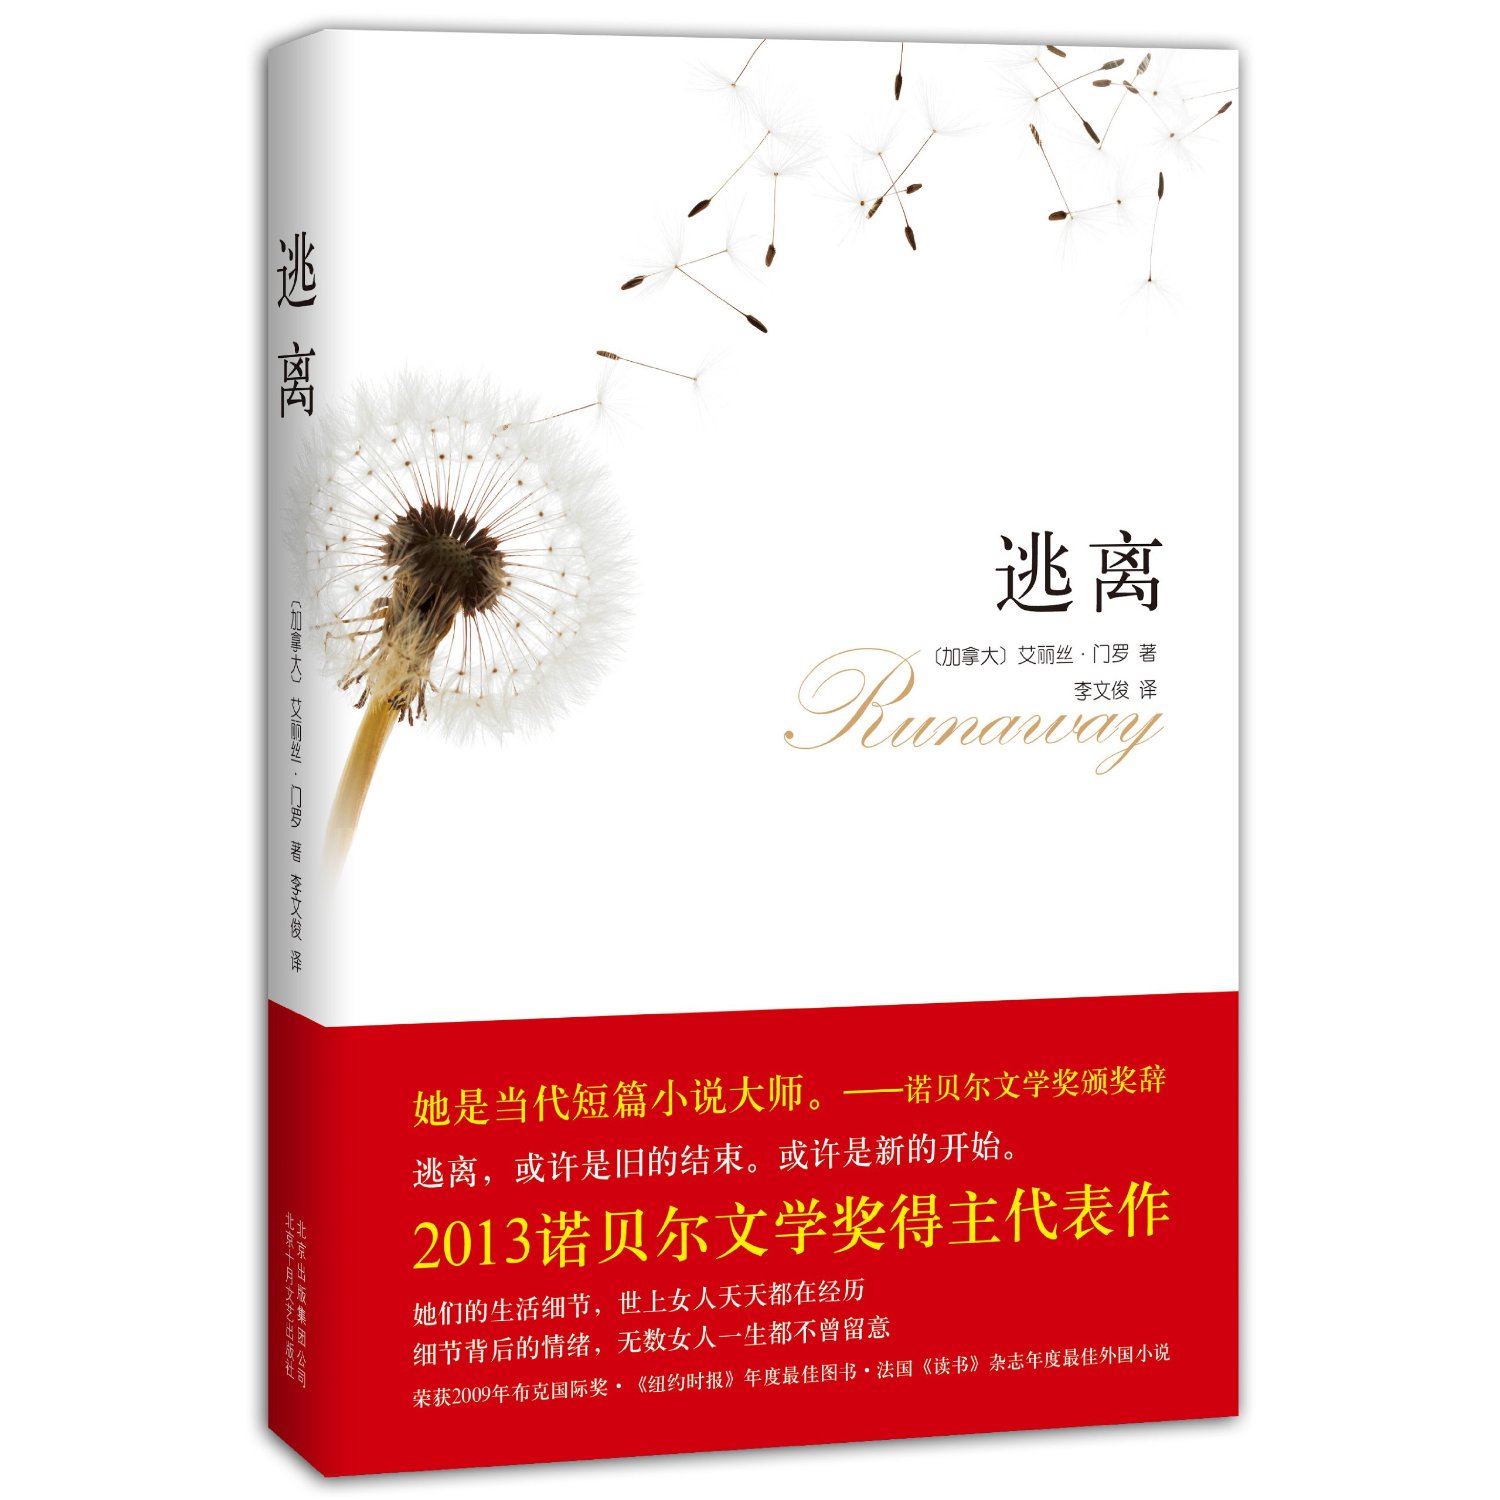 逃离
〔加拿大〕艾丽丝·门罗 著 李文俊 译
北京出版集团公司
北京十月文艺出版社
逃离
〔加拿大〕艾丽丝·门罗 著
李文俊 译
Runaway
她是当代短篇小说大师。——诺贝尔文学奖颁奖辞
逃离，或许是旧的结束。或许是新的开始。
2013诺贝尔文学奖得主代表作
她们的生活细节，世上女人天天都在经历
细节背后的情绪，无数女人一生都不曾留意
荣获2009年布克国际奖·《纽约时报》年度最佳图书·法国《读书》杂志年度最佳外国小说